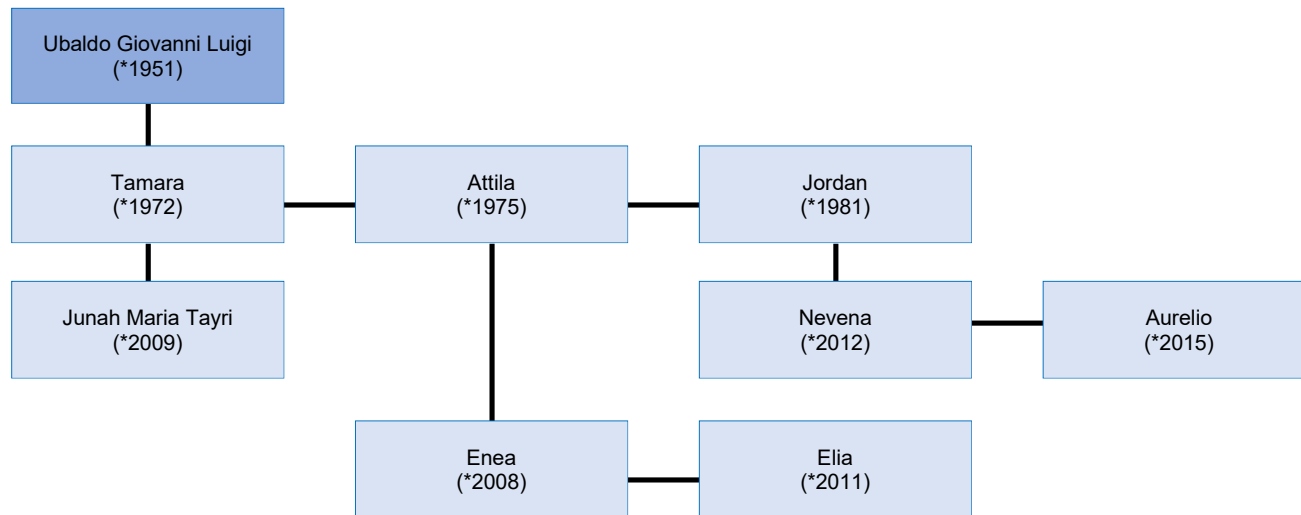 Ubaldo Giovanni Luigi
(*1951)
Tamara
(*1972)
Attila
(*1975)
Jordan
(*1981)
Junah Maria Tayri
(*2009)
Nevena
(*2012)
Aurelio
(*2015)
Enea
(*2008)
Elia
(*2011)